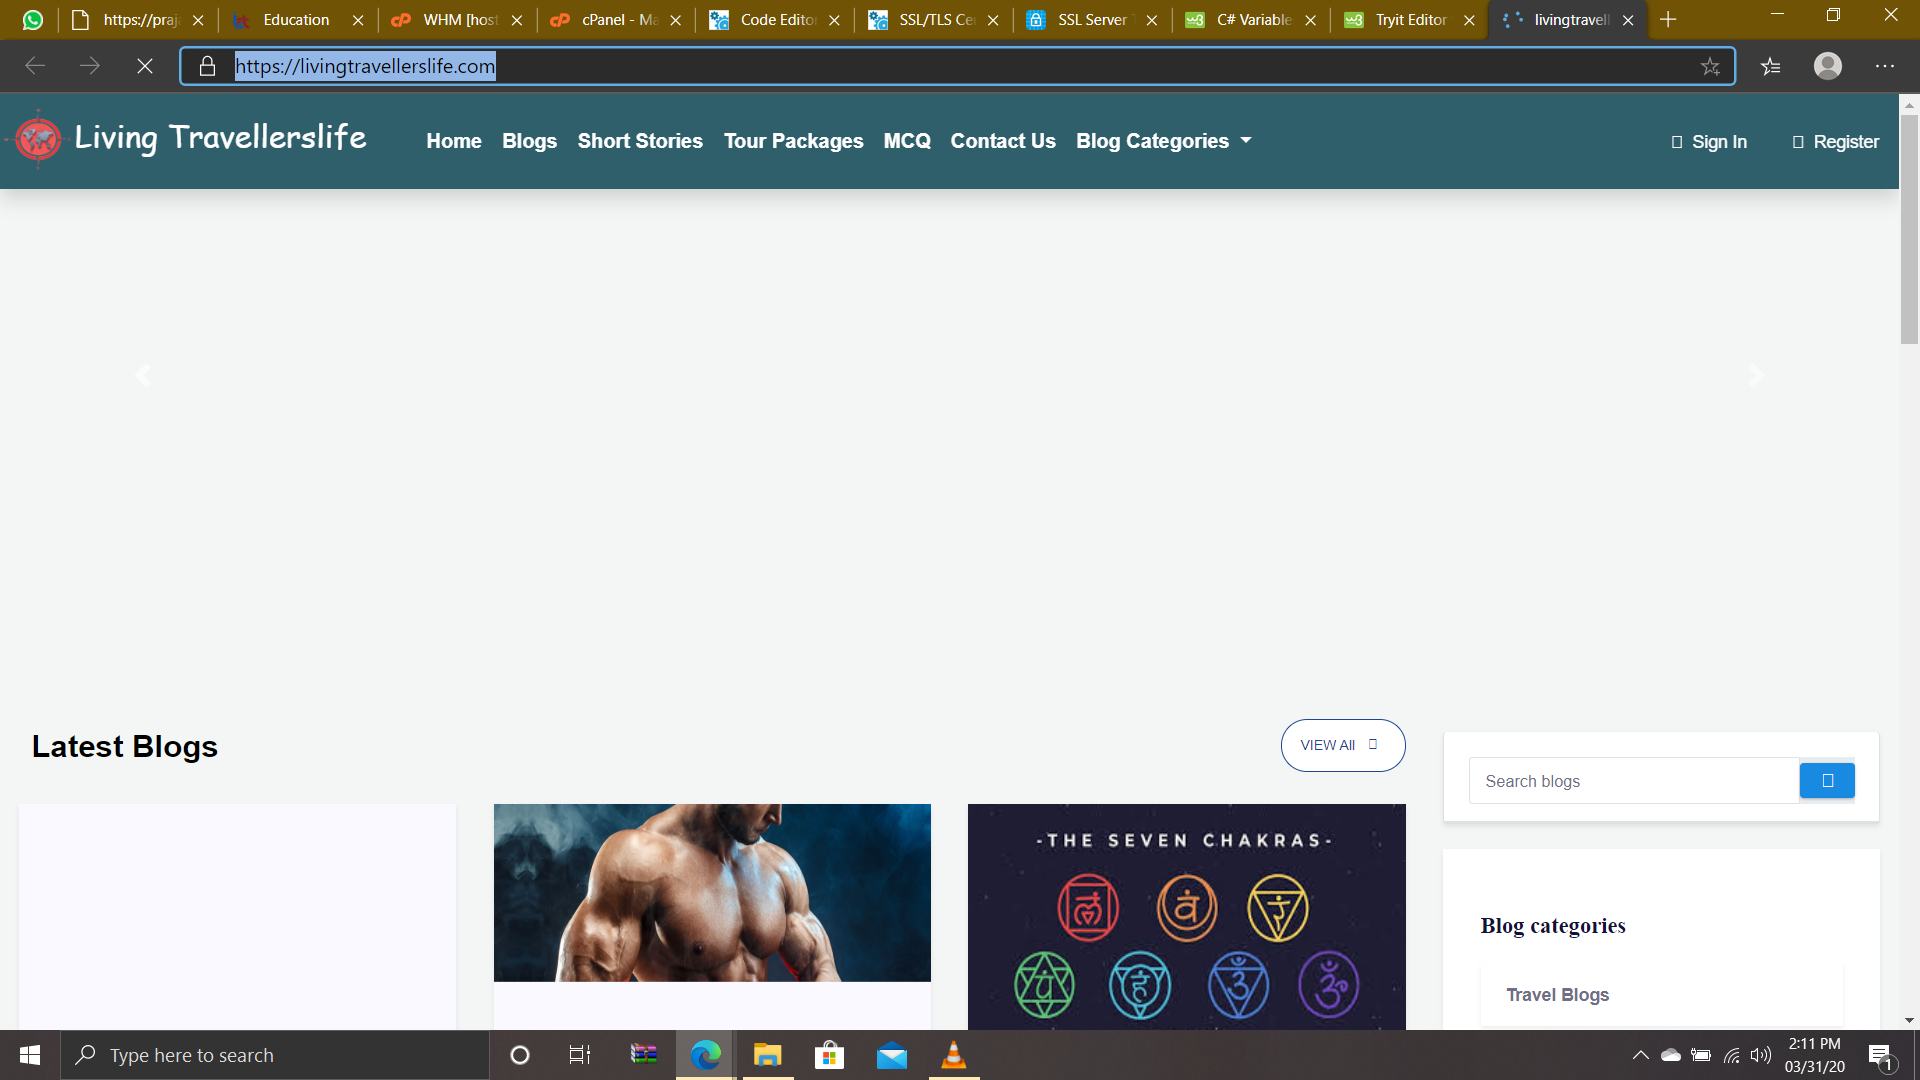 https://praja
Education
WHM [host
cPanel - Ma
Code Editor
SSL/TLS Cer
SSL Server T
C# Variable
Tryit Editor
livingtravell
https://livingtravellerslife.com
Living Travellerslife
Home
Blogs
Short Stories
Tour Packages
MCQ
Contact Us
Blog Categories
Sign In
Register
Latest Blogs
VIEW All
Search blogs
-THE SEVEN CHAKRAS-
लं
वं
रं
यं
हं
ॐ
ॐ
Blog categories
Travel Blogs
Type here to search
2:11 PM
03/31/20
1